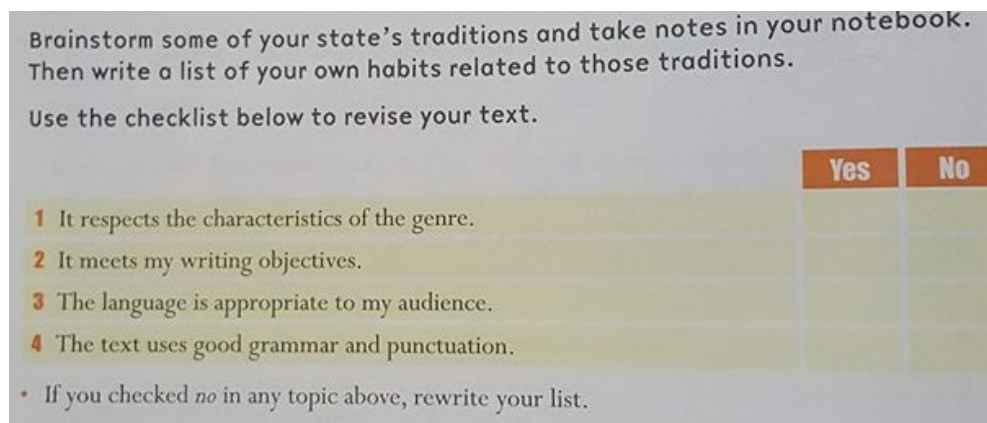 Brainstorm some of your state's traditions and take notes in your notebook.
Then write a list of your own habits related to those traditions.
Use the checklist below to revise your text.
Yes No
1 It respects the characteristics of the genre.
2 It meets my writing objectives.
3 The language is appropriate to my audience.
4 The text uses good grammar and punctuation.
• If you checked no in any topic above, rewrite your list.